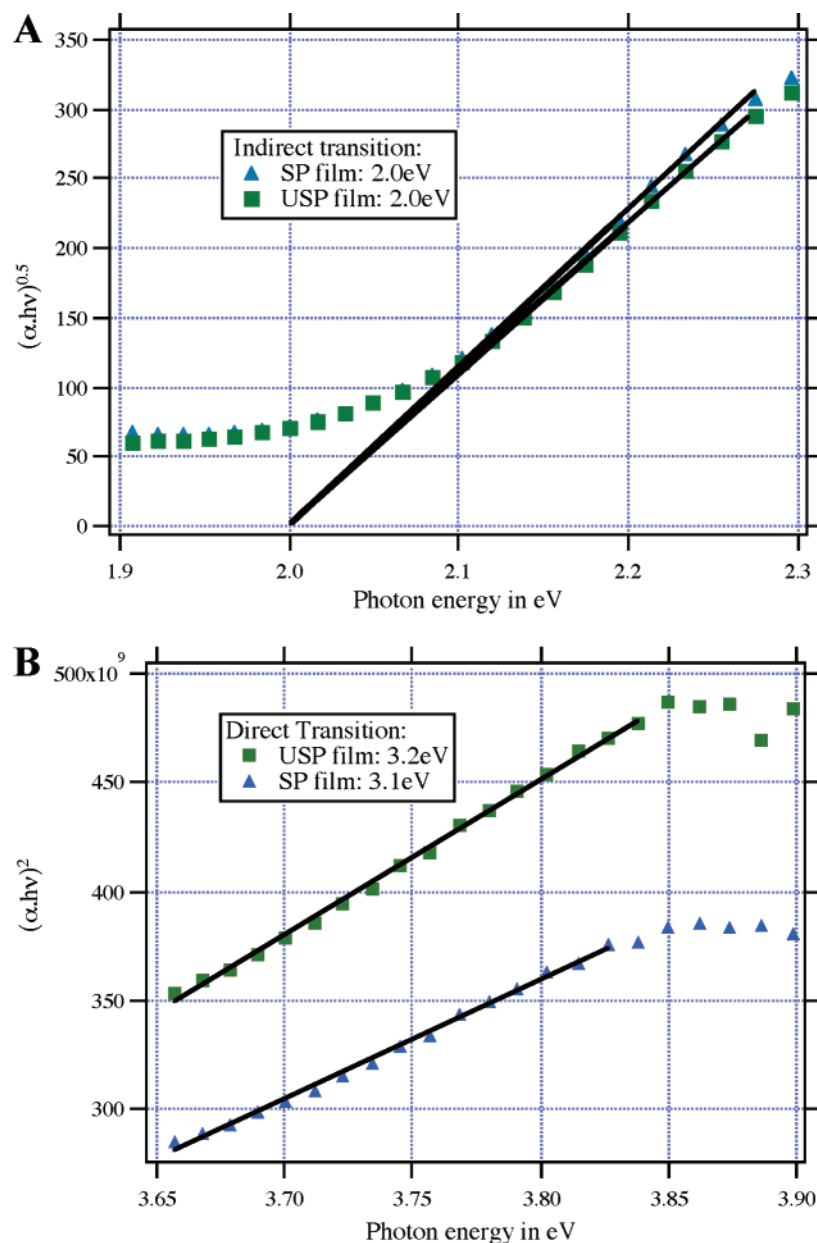 A
350
300
250
200
150
100
50
0
(α.hν)^0.5
Indirect transition:
SP film: 2.0eV
USP film: 2.0eV
1.9 2.0 2.1 2.2 2.3
Photon energy in eV
B
500x10^9
450
400
350
300
(α.hν)^2
Direct Transition:
USP film: 3.2eV
SP film: 3.1eV
3.65 3.70 3.75 3.80 3.85 3.90
Photon energy in eV